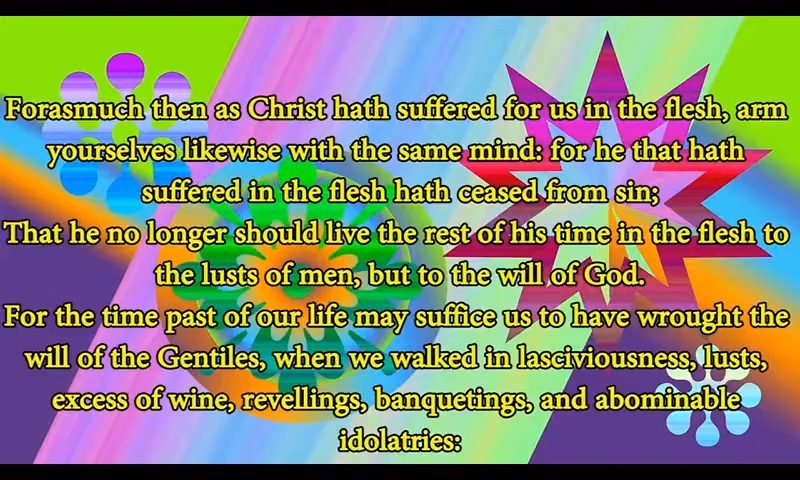 Forasmuch then as Christ hath suffered for us in the flesh, arm
yourselves likewise with the same mind: for he that hath
suffered in the flesh hath ceased from sin;
That he no longer should live the rest of his time in the flesh to
the lusts of men, but to the will of God.
For the time past of our life may suffice us to have wrought the
will of the Gentiles, when we walked in lasciviousness, lusts,
excess of wine, revellings, banquetings, and abominable
idolatries: